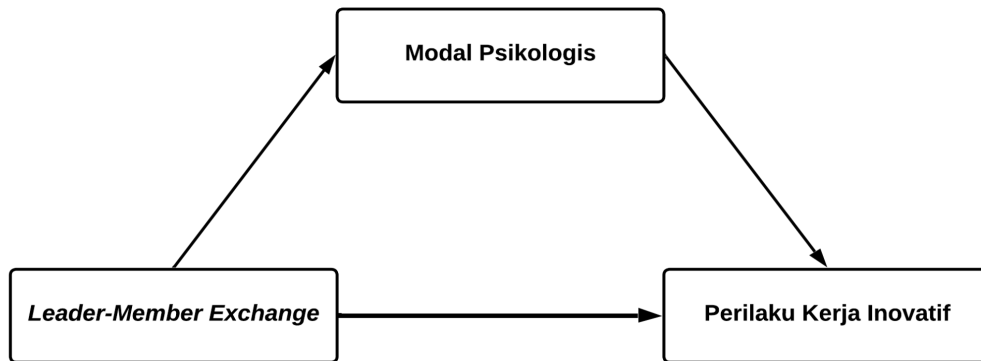 Modal Psikologis
Leader-Member Exchange
Perilaku Kerja Inovatif